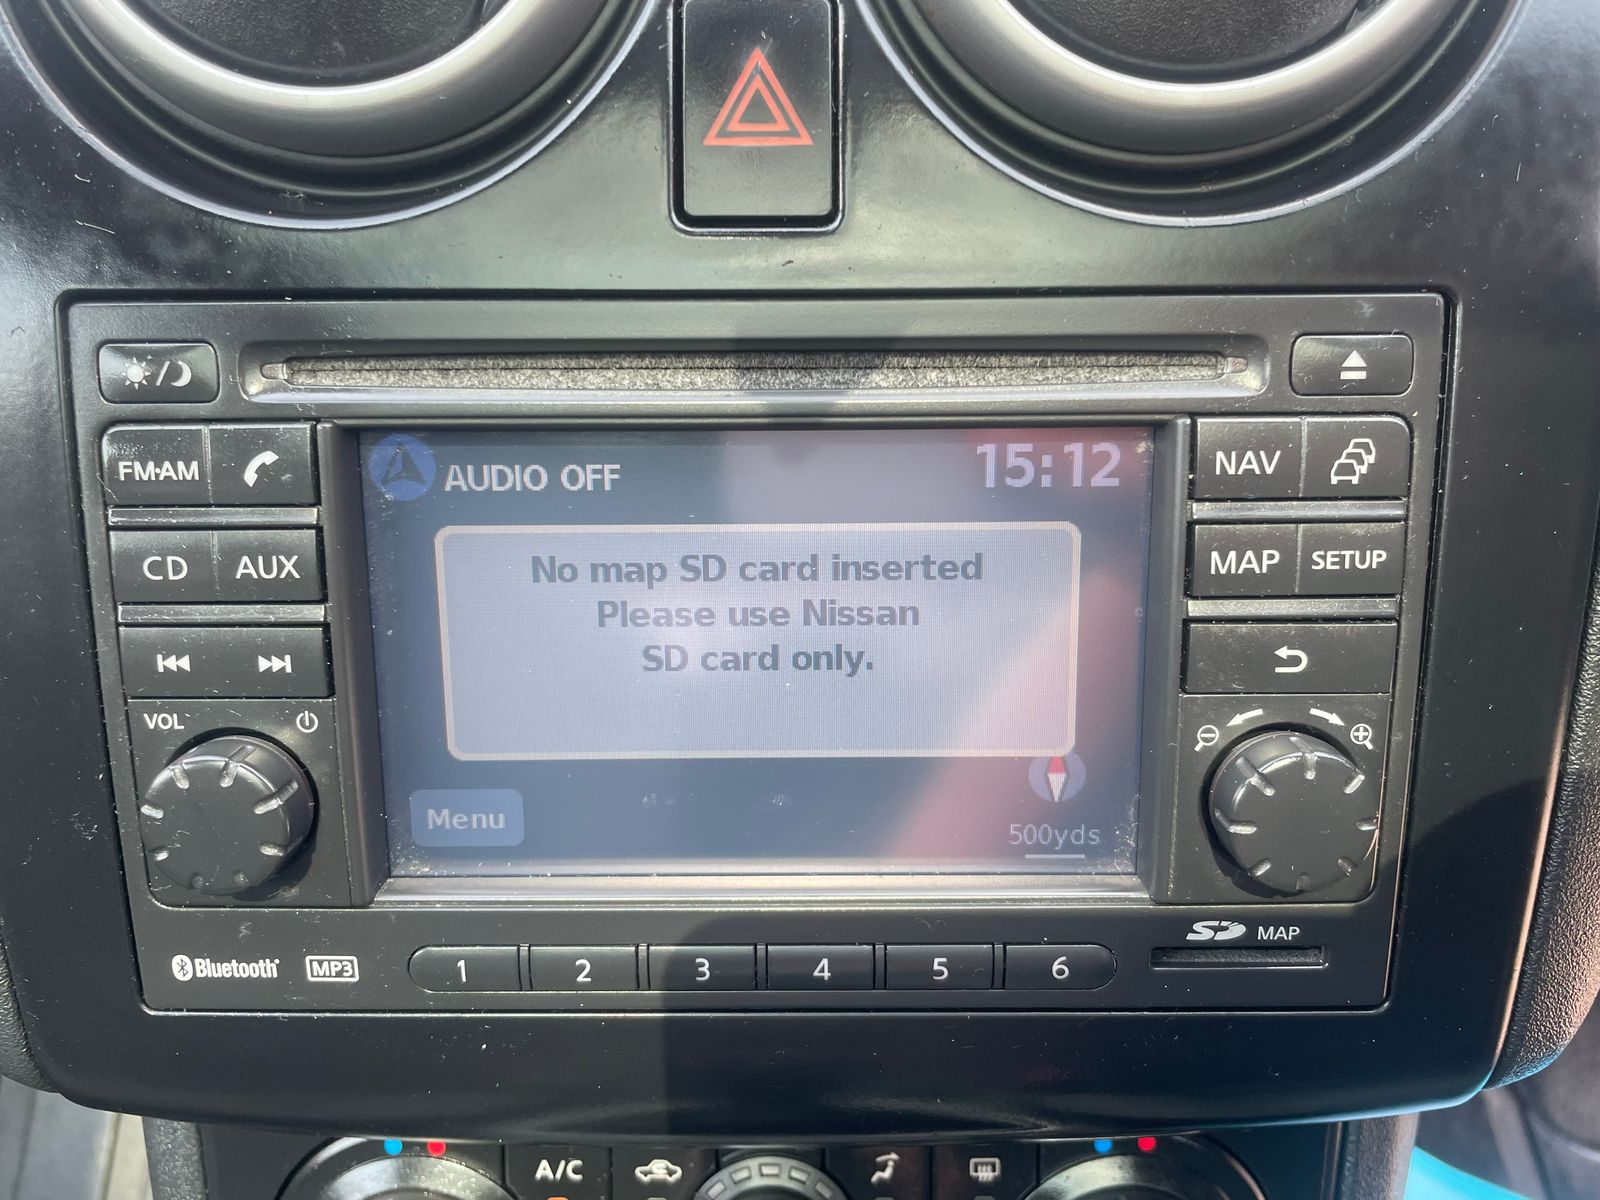 FM·AM
CD
AUX
VOL
AUDIO OFF
15:12
No map SD card inserted
Please use Nissan
SD card only.
Menu
500yds
NAV
MAP
SETUP
Bluetooth
MP3
1
2
3
4
5
6
SD MAP
A/C